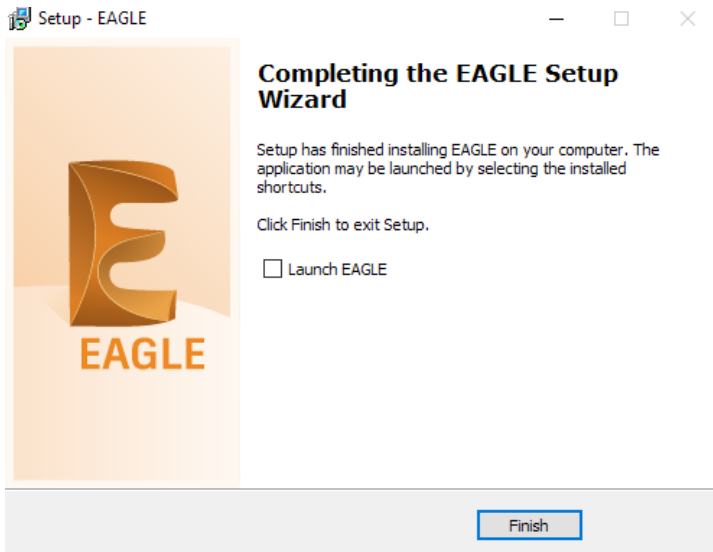 Setup - EAGLE
Completing the EAGLE Setup
Wizard
Setup has finished installing EAGLE on your computer. The
application may be launched by selecting the installed
shortcuts.
Click Finish to exit Setup.
Launch EAGLE
EAGLE
Finish